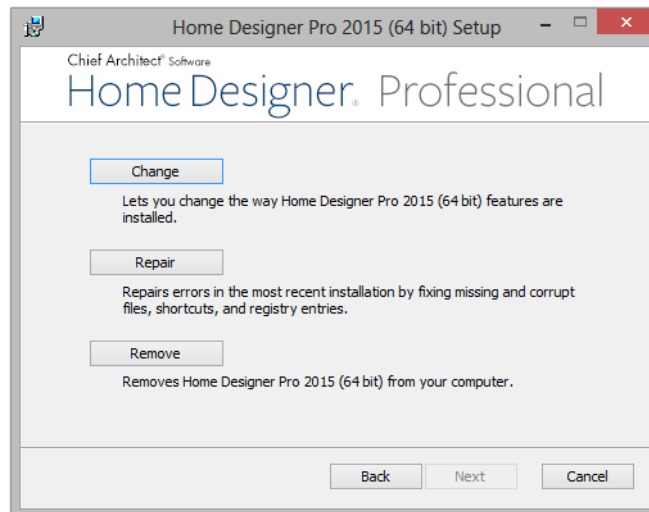 Home Designer Pro 2015 (64 bit) Setup
Chief Architect® Software
Home Designer® Professional
Change
Lets you change the way Home Designer Pro 2015 (64 bit) features are
installed.
Repair
Repairs errors in the most recent installation by fixing missing and corrupt
files, shortcuts, and registry entries.
Remove
Removes Home Designer Pro 2015 (64 bit) from your computer.
Back Next Cancel